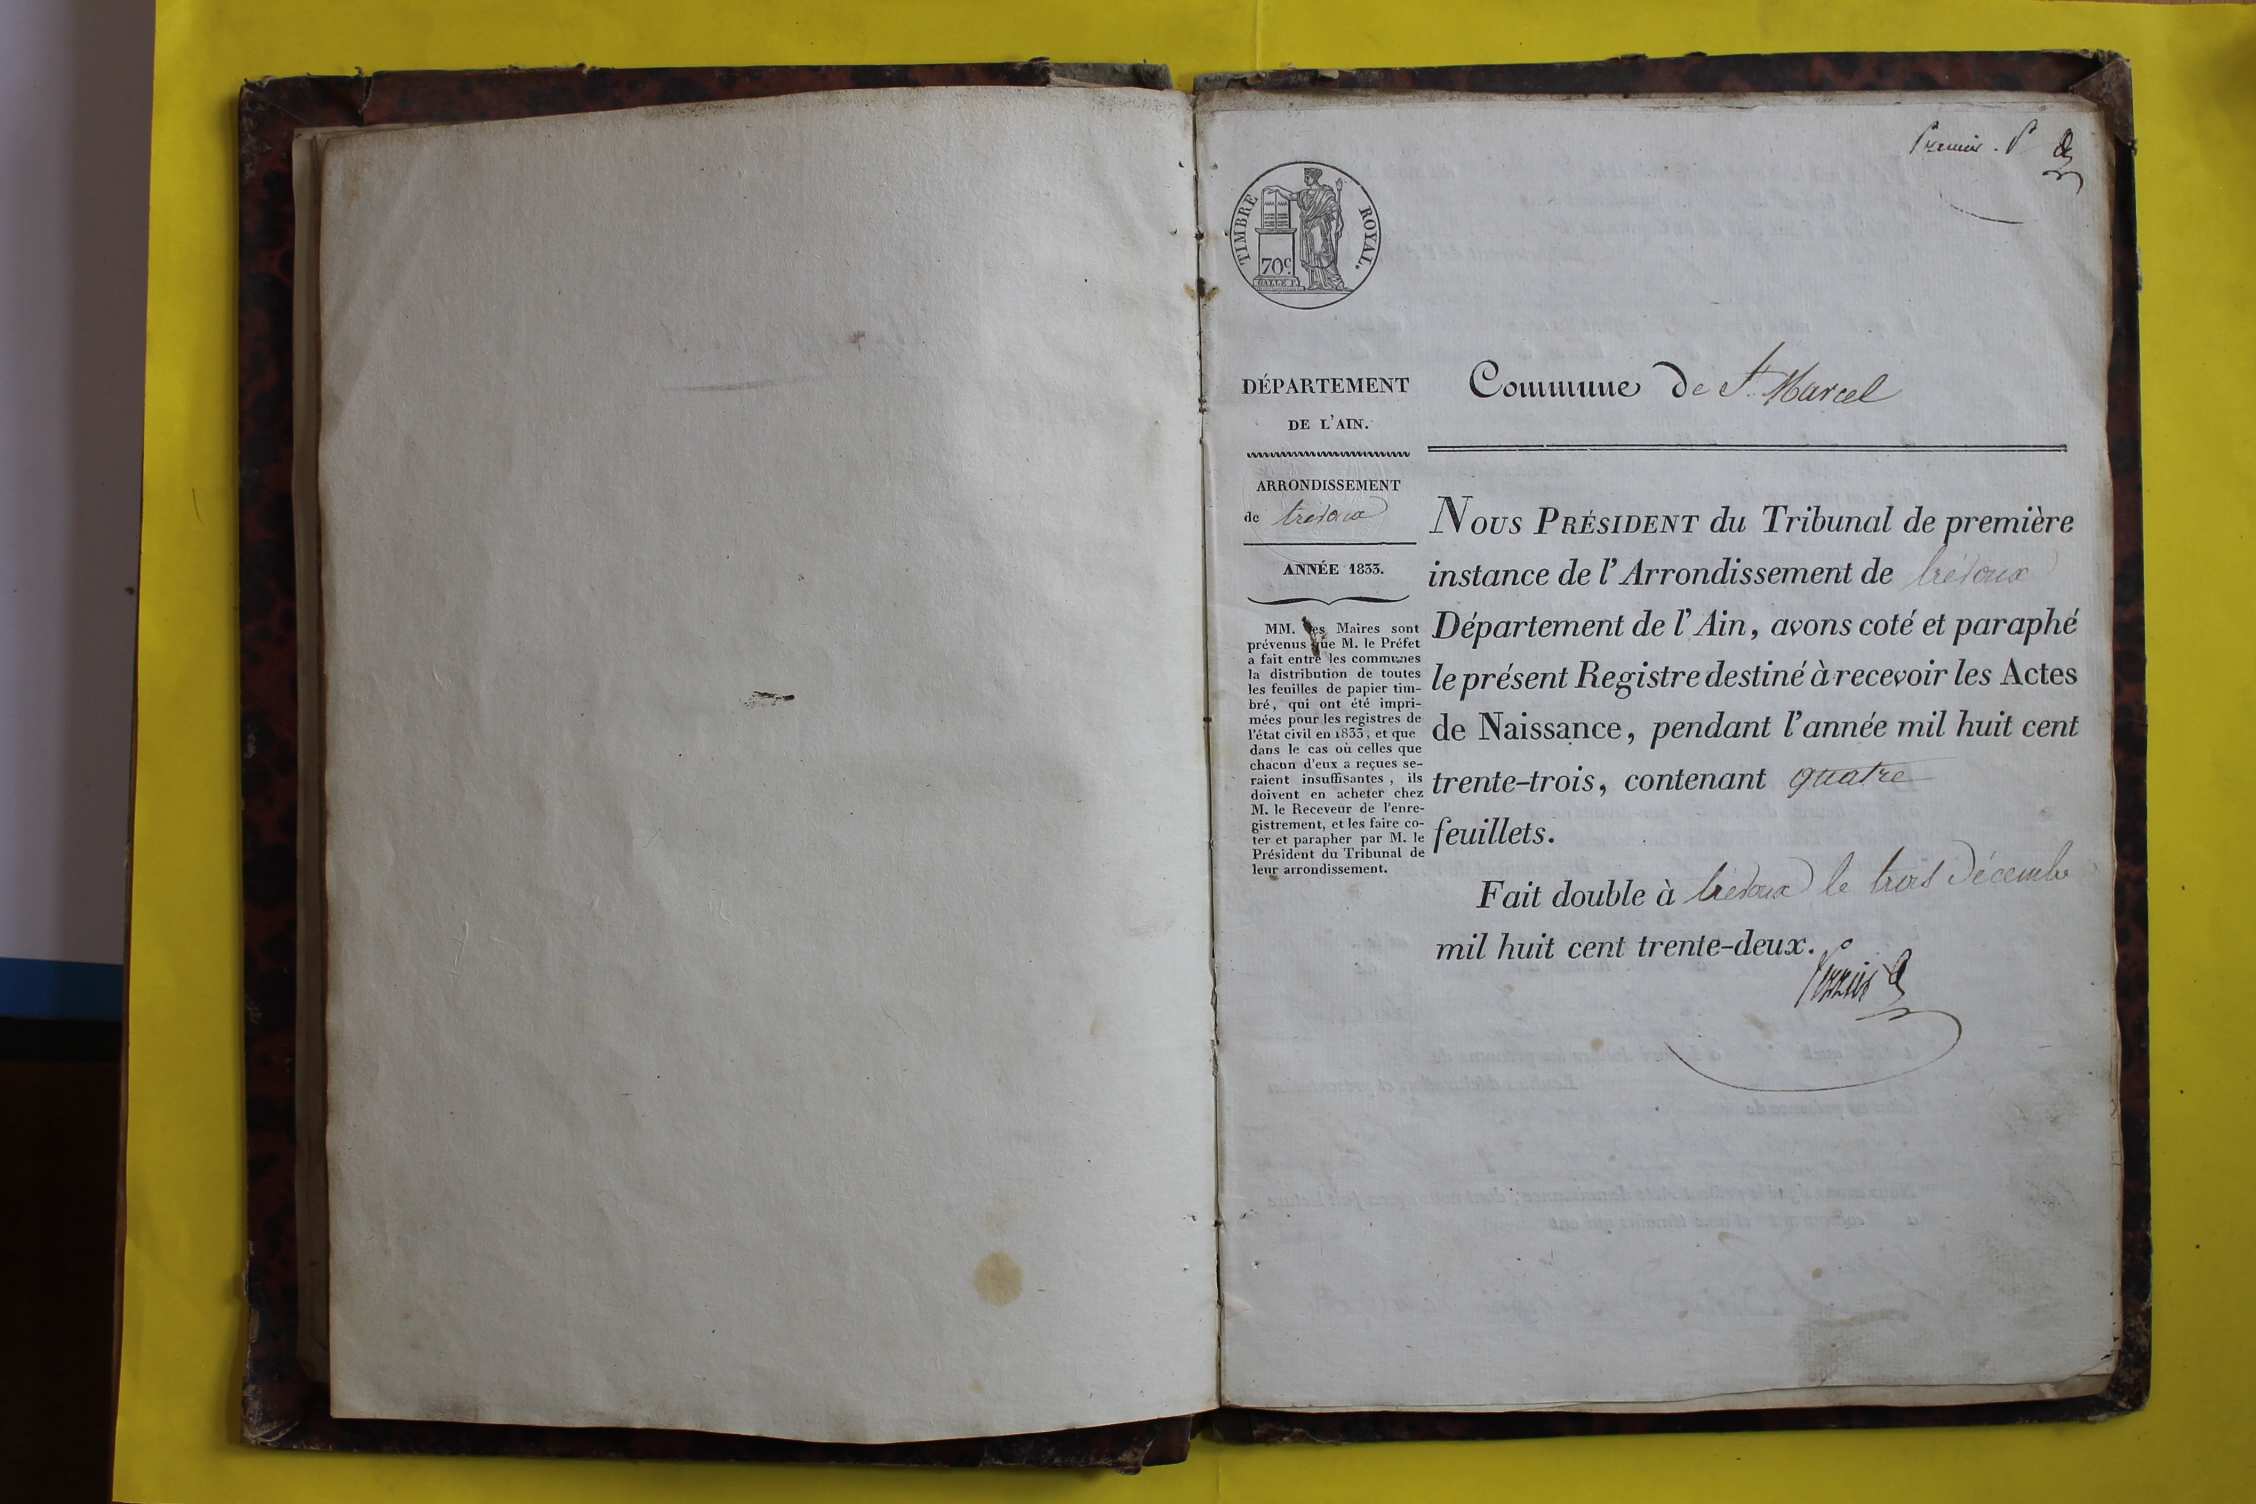 Premier. P
TIMBRE ROYAL.
70c.
Commune de St. Marcel
DÉPARTEMENT
DE L'AIN.
ARRONDISSEMENT
de trévoux
ANNÉE 1833.
MM. les Maires sont
prévenus que M. le Préfet
a fait entre les communes
la distribution de toutes
les feuilles de papier tim-
bré, qui ont été impri-
mées pour les registres de
l'état civil en 1833, et que
dans le cas où celles que
chacun d'eux a reçues se-
raient insuffisantes, ils
doivent en acheter chez
M. le Receveur de l'enre-
gistrement, et les faire co-
ter et parapher par M. le
Président du Tribunal de
leur arrondissement.
NOUS PRÉSIDENT du Tribunal de première
instance de l'Arrondissement de trévoux
Département de l'Ain, avons coté et paraphé
le présent Registre destiné à recevoir les Actes
de Naissance, pendant l'année mil huit cent
trente-trois, contenant quatre
feuillets.
Fait double à trévoux le trois décembre
mil huit cent trente-deux.